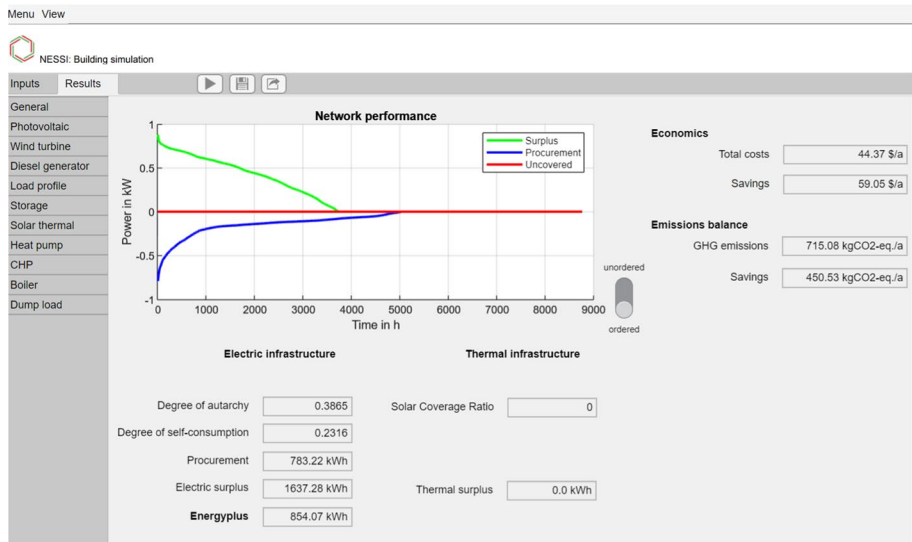 Menu View
NESSI: Building simulation
Inputs Results
General
Photovoltaic
Wind turbine
Diesel generator
Load profile
Storage
Solar thermal
Heat pump
CHP
Boiler
Dump load
Network performance
Surplus
Procurement
Uncovered
Power in kW
1
0.5
0
-0.5
-1
0 1000 2000 3000 4000 5000 6000 7000 8000 9000
Time in h
unordered
ordered
Economics
Total costs 44.37 $/a
Savings 59.05 $/a
Emissions balance
GHG emissions 715.08 kgCO2-eq./a
Savings 450.53 kgCO2-eq./a
Electric infrastructure
Degree of autarchy 0.3865
Degree of self-consumption 0.2316
Procurement 783.22 kWh
Electric surplus 1637.28 kWh
Energyplus 854.07 kWh
Thermal infrastructure
Solar Coverage Ratio 0
Thermal surplus 0.0 kWh